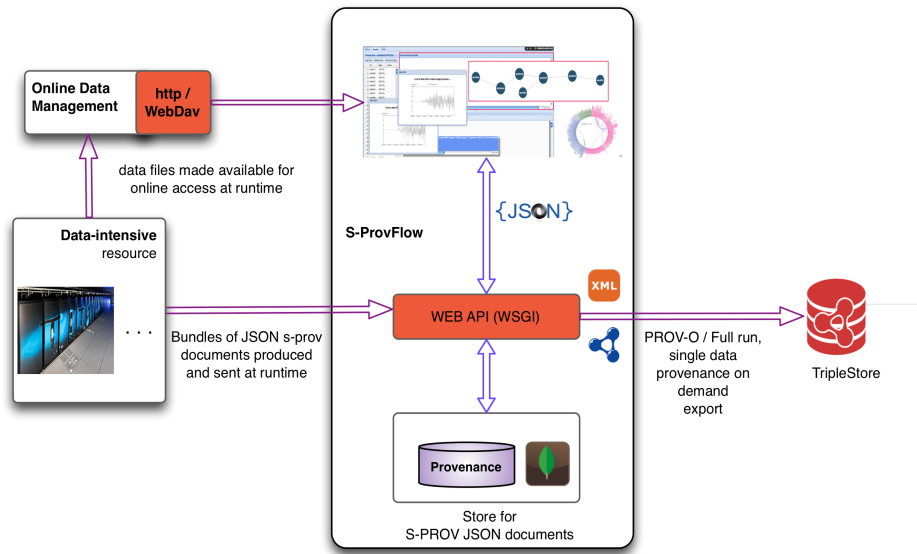 Online Data
Management
http /
WebDav
data files made available for
online access at runtime
Data-intensive
resource
. . .
Bundles of JSON s-prov
documents produced
and sent at runtime
S-ProvFlow
{JSON}
WEB API (WSGI)
XML
PROV-O / Full run,
single data
provenance on
demand
export
TripleStore
Provenance
Store for
S-PROV JSON documents